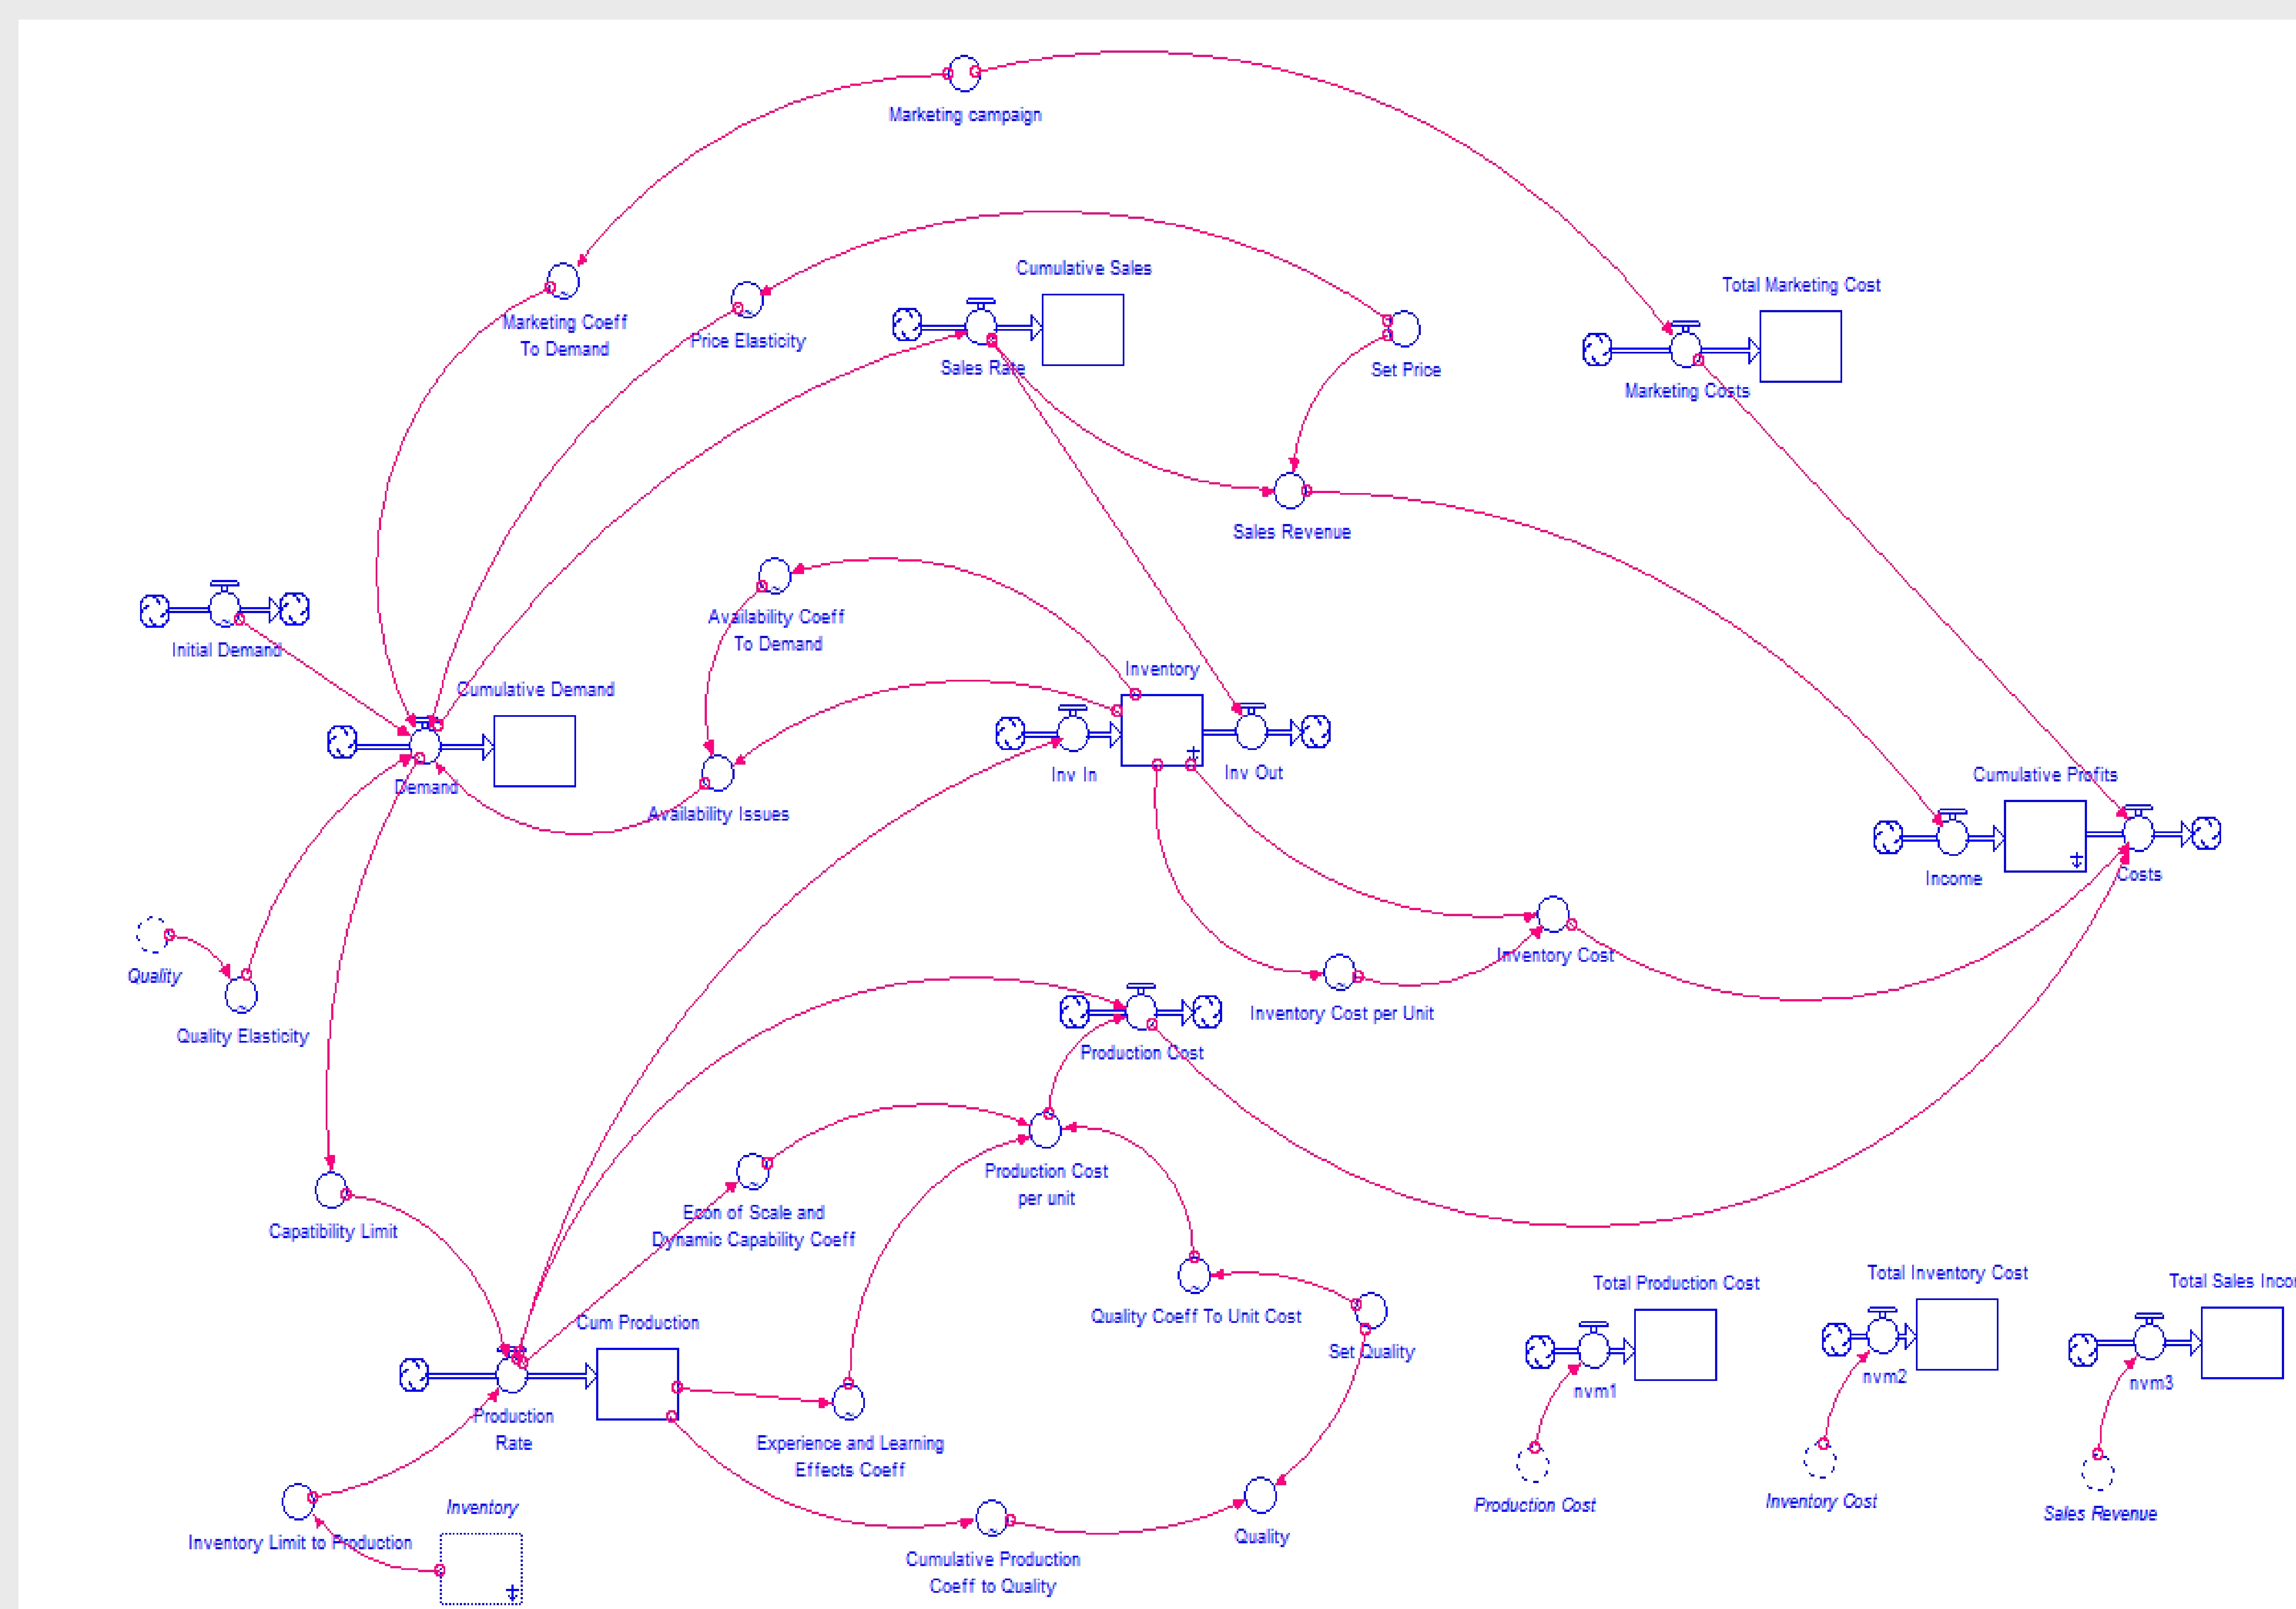 Marketing campaign
Cumulative Sales
Total Marketing Cost
Marketing Coeff
To Demand
Price Elasticity
Sales Rate
Set Price
Marketing Costs
Sales Revenue
Availability Coeff
To Demand
Initial Demand
Inventory
Cumulative Demand
Inv In
Inv Out
Cumulative Profits
Demand
Availability Issues
Income
Costs
Quality
Inventory Cost
Quality Elasticity
Inventory Cost per Unit
Production Cost
Production Cost
per unit
Econ of Scale and
Dynamic Capability Coeff
Capatibility Limit
Total Production Cost
Total Inventory Cost
Total Sales Inco
Cum Production
Quality Coeff To Unit Cost
Set Quality
nvm1
nvm2
nvm3
Production
Rate
Experience and Learning
Effects Coeff
Inventory
Production Cost
Inventory Cost
Sales Revenue
Inventory Limit to Production
Quality
Cumulative Production
Coeff to Quality